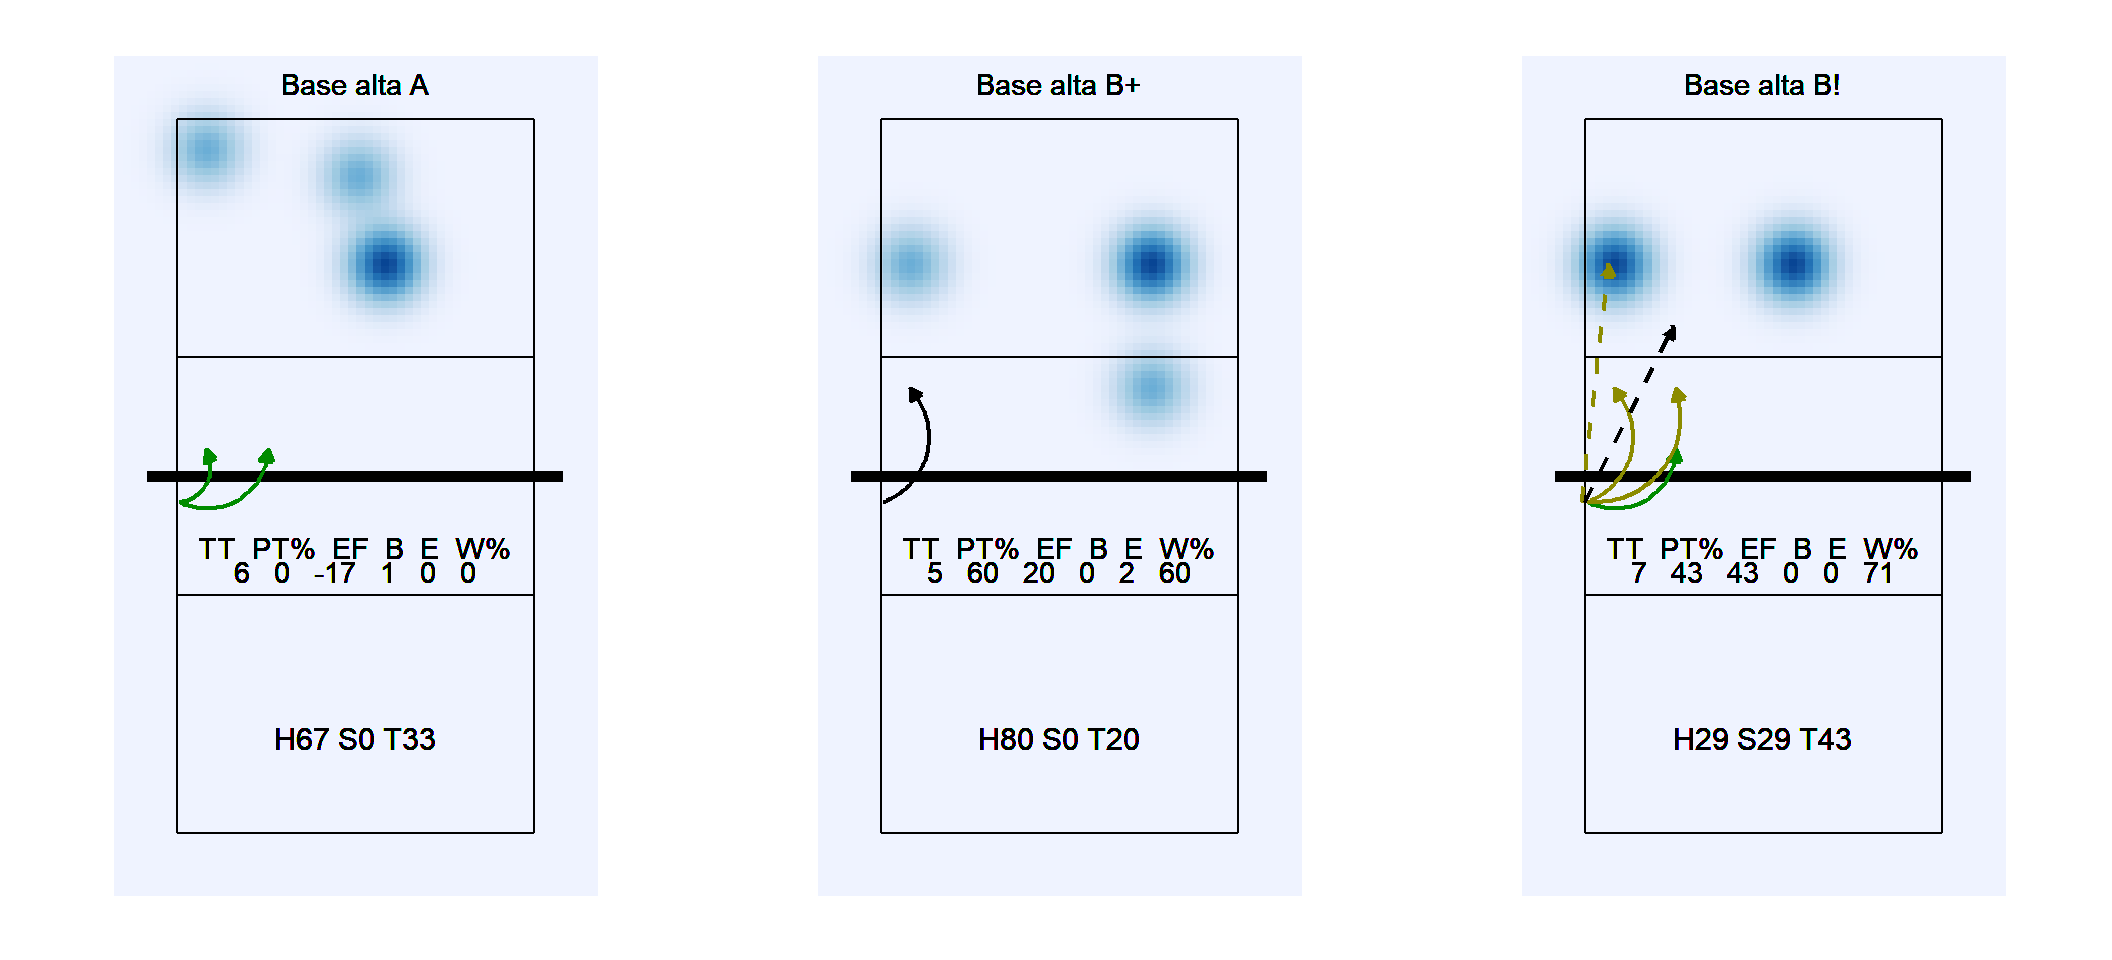 Base alta A
TT PT% EF B E W%
6 0 -17 1 0 0
H67 S0 T33
Base alta B+
TT PT% EF B E W%
5 60 20 0 2 60
H80 S0 T20
Base alta B!
TT PT% EF B E W%
7 43 43 0 0 71
H29 S29 T43